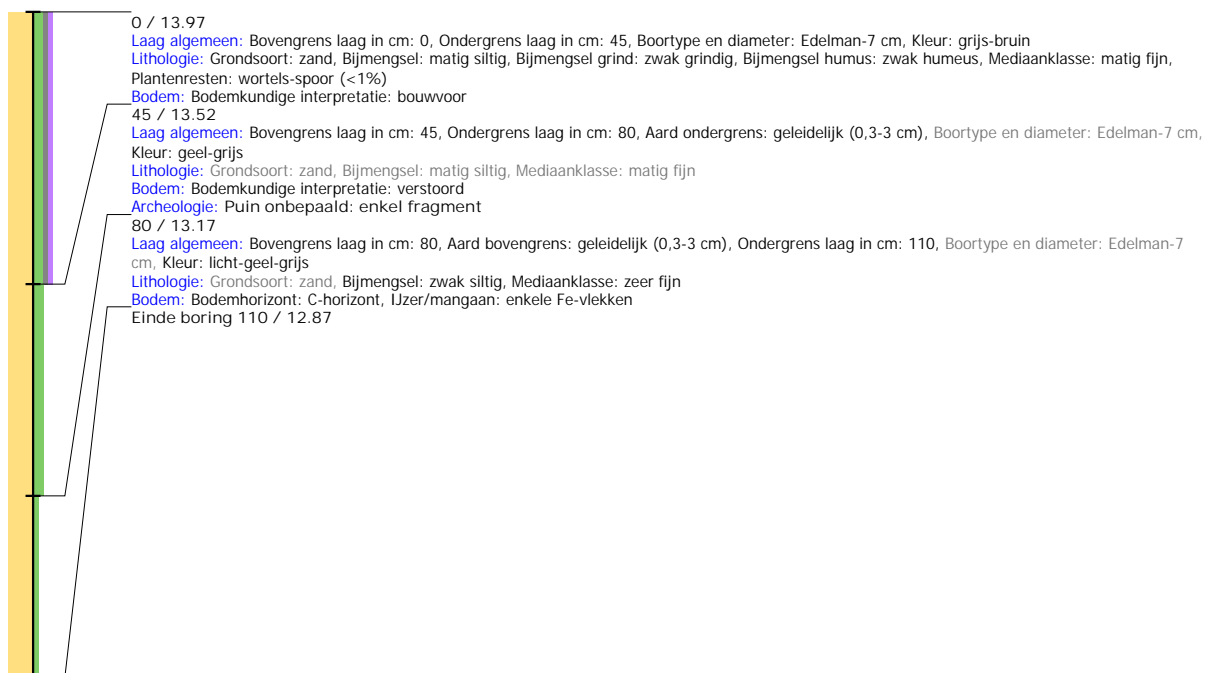 0 / 13.97
Laag algemeen: Bovengrens laag in cm: 0, Ondergrens laag in cm: 45, Boortype en diameter: Edelman-7 cm, Kleur: grijs-bruin
Lithologie: Grondsoort: zand, Bijmengsel: matig siltig, Bijmengsel grind: zwak grindig, Bijmengsel humus: zwak humeus, Mediaanklasse: matig fijn,
Plantenresten: wortels-spoor (<1%)
Bodem: Bodemkundige interpretatie: bouwvoor
45 / 13.52
Laag algemeen: Bovengrens laag in cm: 45, Ondergrens laag in cm: 80, Aard ondergrens: geleidelijk (0,3-3 cm), Boortype en diameter: Edelman-7 cm,
Kleur: geel-grijs
Lithologie: Grondsoort: zand, Bijmengsel: matig siltig, Mediaanklasse: matig fijn
Bodem: Bodemkundige interpretatie: verstoord
Archeologie: Puin onbepaald: enkel fragment
80 / 13.17
Laag algemeen: Bovengrens laag in cm: 80, Aard bovengrens: geleidelijk (0,3-3 cm), Ondergrens laag in cm: 110, Boortype en diameter: Edelman-7
cm, Kleur: licht-geel-grijs
Lithologie: Grondsoort: zand, Bijmengsel: zwak siltig, Mediaanklasse: zeer fijn
Bodem: Bodemhorizont: C-horizont, IJzer/mangaan: enkele Fe-vlekken
Einde boring 110 / 12.87